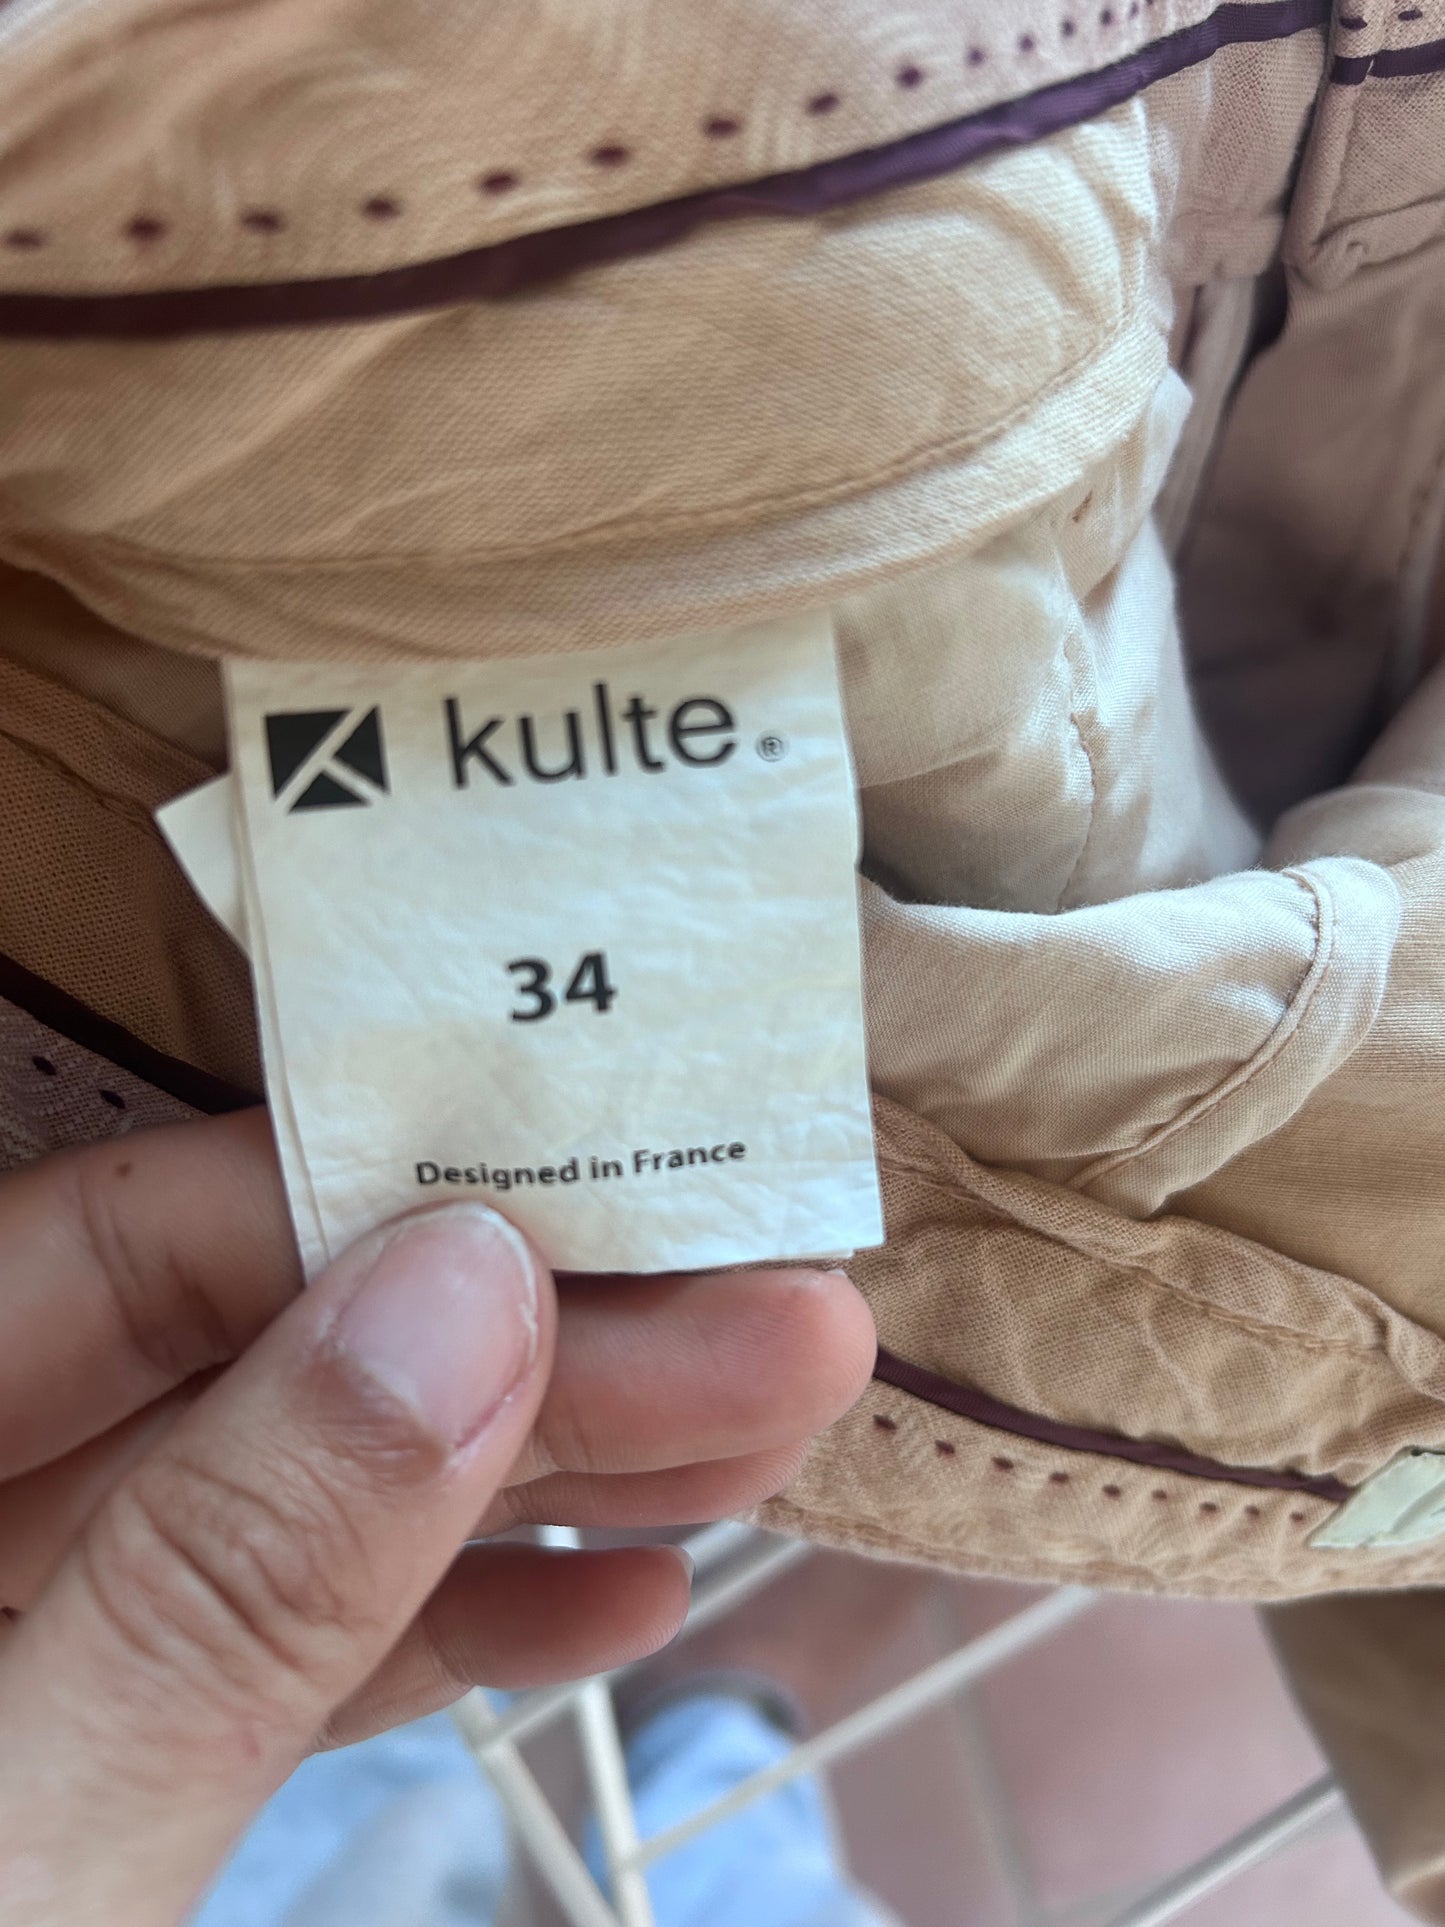 kulte®
34
Designed in France